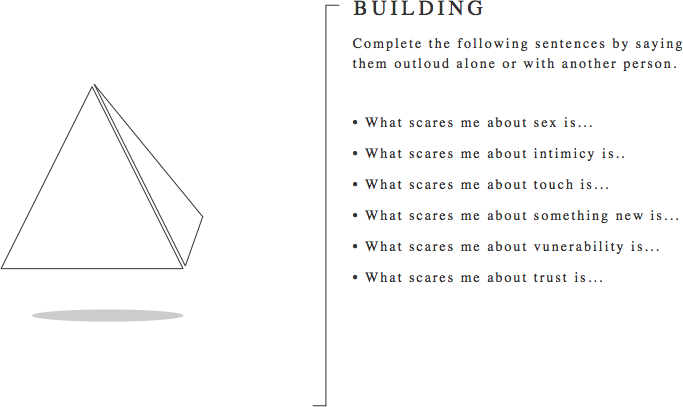 BUILDING
Complete the following sentences by saying
them outloud alone or with another person.
• What scares me about sex is...
• What scares me about intimicy is..
• What scares me about touch is...
• What scares me about something new is...
• What scares me about vunerability is...
• What scares me about trust is...